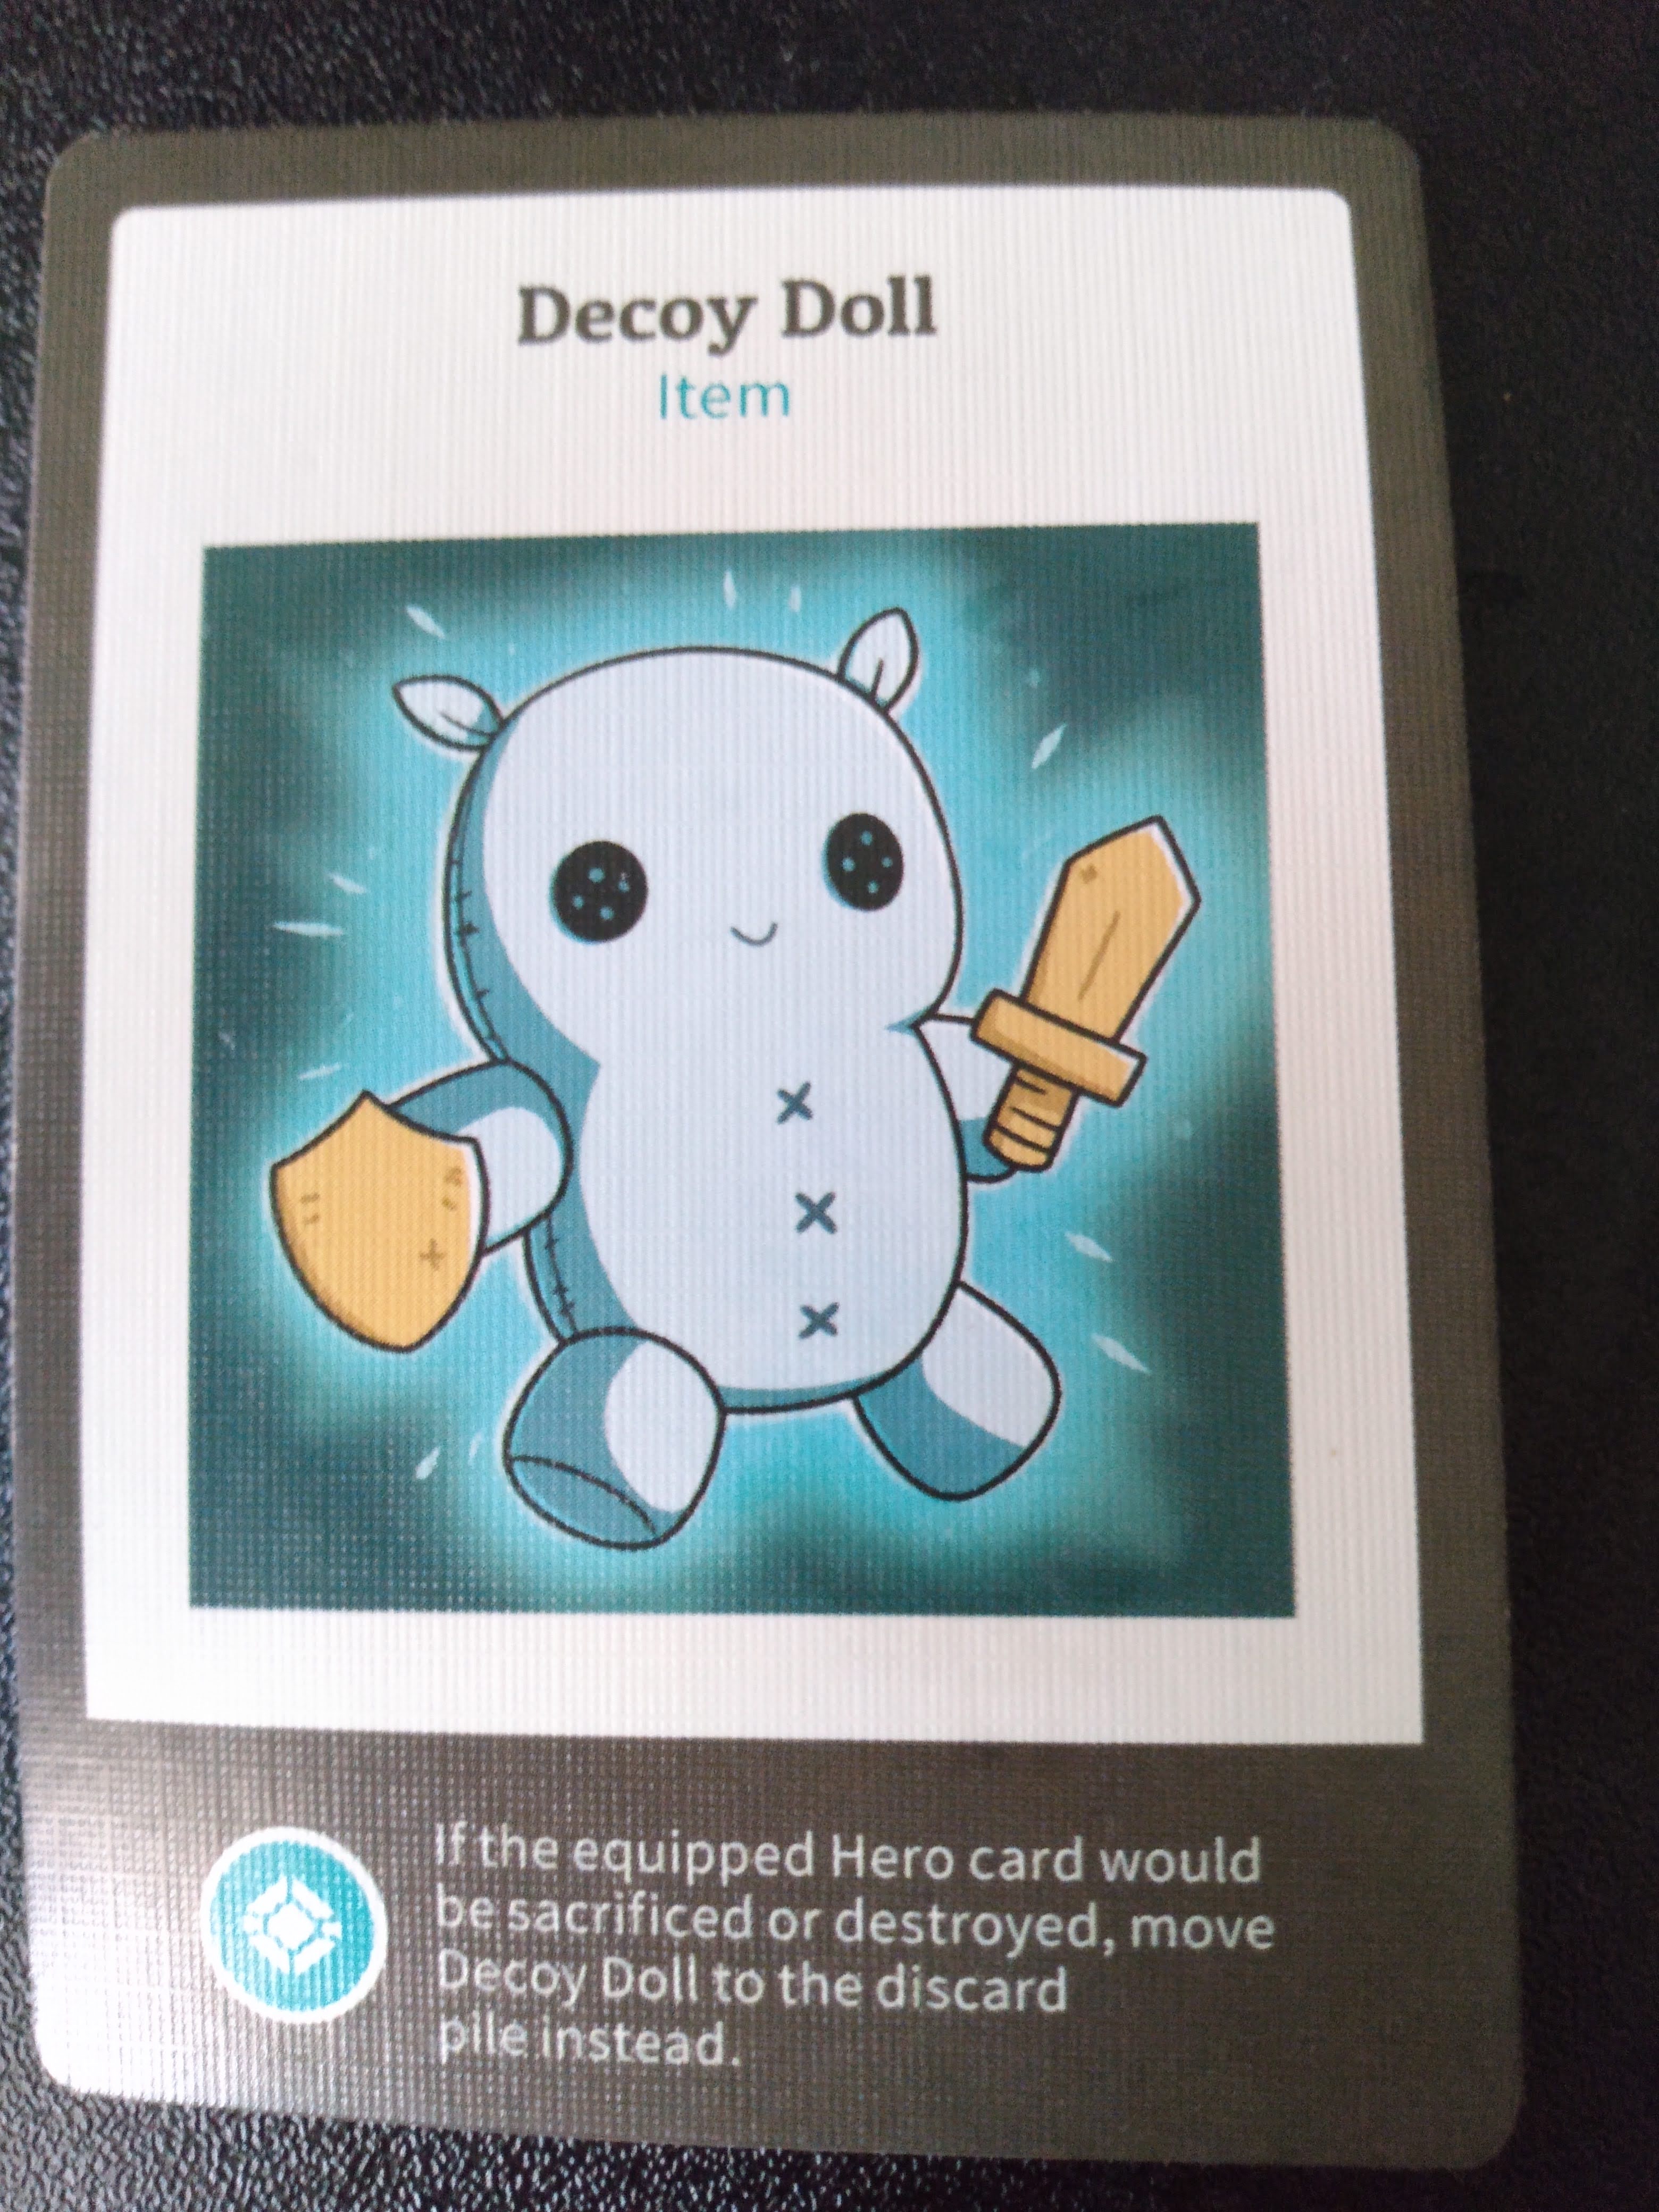 Decoy Doll
Item
If the equipped Hero card would
be sacrificed or destroyed, move
Decoy Doll to the discard
pile instead.